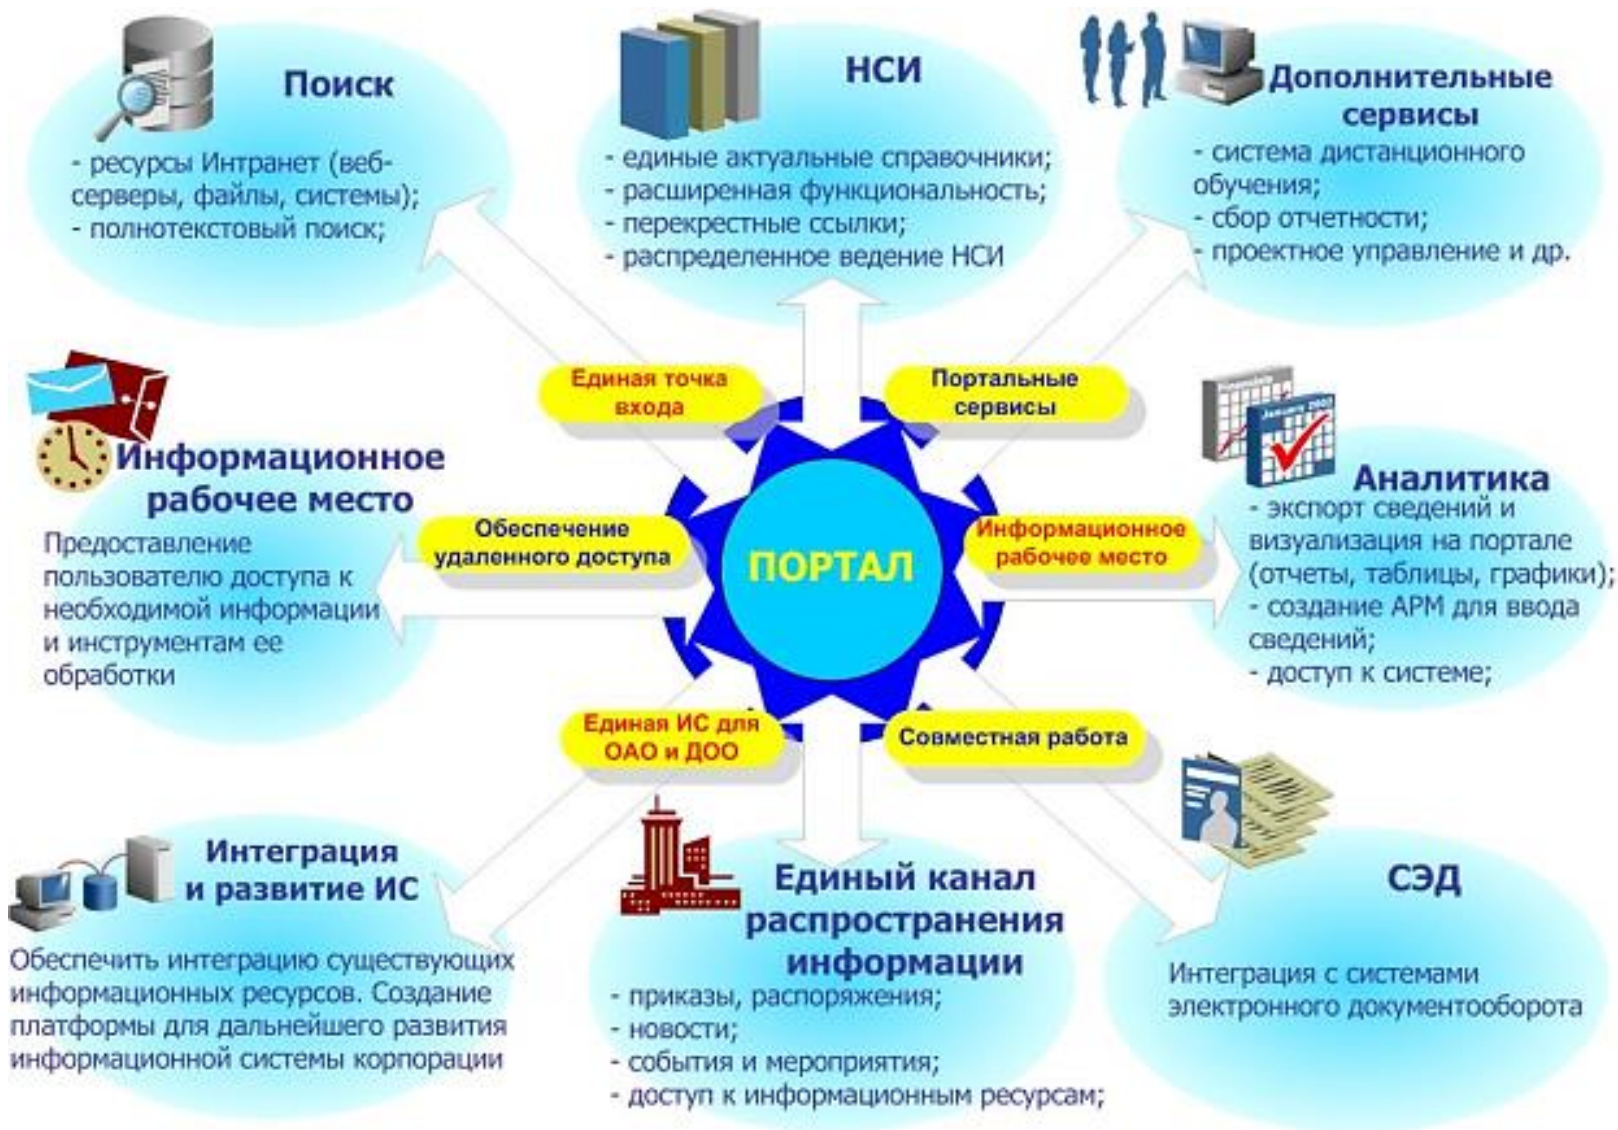 Поиск
- ресурсы Интранет (веб-
серверы, файлы, системы);
- полнотекстовый поиск;
НСИ
- единые актуальные справочники;
- расширенная функциональность;
- перекрестные ссылки;
- распределенное ведение НСИ
Дополнительные
сервисы
- система дистанционного
обучения;
- сбор отчетности;
- проектное управление и др.
Единая точка
входа
Портальные
сервисы
Информационное
рабочее место
Предоставление
пользователю доступа к
необходимой информации
и инструментам ее
обработки
Обеспечение
удаленного доступа
ПОРТАЛ
Информационное
рабочее место
January
Аналитика
- экспорт сведений и
визуализация на портале
(отчеты, таблицы, графики);
- создание АРМ для ввода
сведений;
- доступ к системе;
Единая ИС для
ОАО и ДОО
Совместная работа
Интеграция
и развитие ИС
Обеспечить интеграцию существующих
информационных ресурсов. Создание
платформы для дальнейшего развития
информационной системы корпорации
Единый канал
распространения
информации
- приказы, распоряжения;
- новости;
- события и мероприятия;
- доступ к информационным ресурсам;
СЭД
Интеграция с системами
электронного документооборота